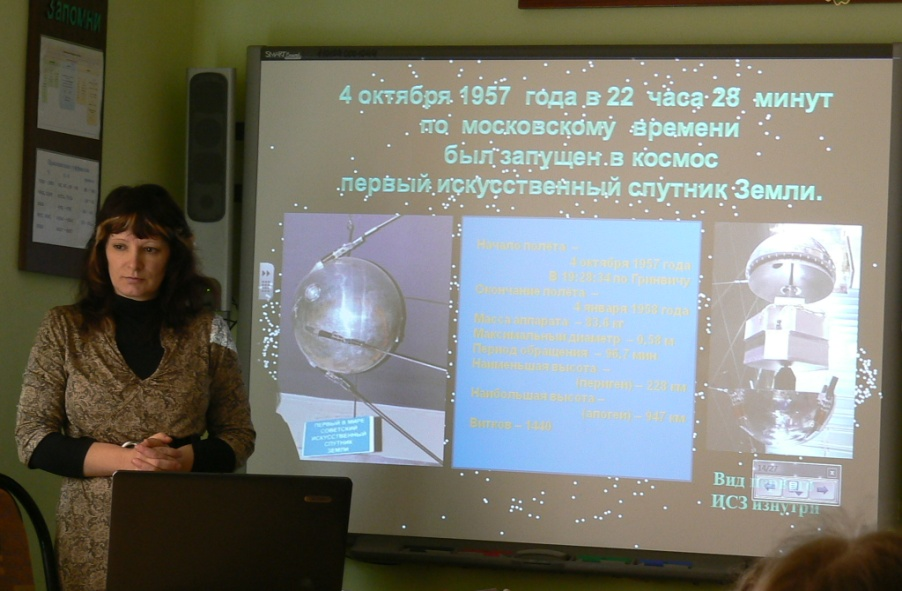 Запомни
SMART
4 октября 1957 года в 22 часа 28 минут
по московскому времени
был запущен в космос
первый искусственный спутник Земли.
Начало полёта –
4 октября 1957 года
В 19:28:34 по Гринвичу
Окончание полёта –
4 января 1958 года
Масса аппарата – 83,6 кг
Максимальный диаметр – 0,58 м
Период обращения – 96,7 мин
Наименьшая высота –
(перигей) – 228 км
Наибольшая высота –
(апогей) – 947 км
Витков – 1440
ПЕРВЫЙ В МИРЕ
СОВЕТСКИЙ
ИСКУССТВЕННЫЙ
СПУТНИК
ЗЕМЛИ
Вид
ИСЗ изнутри